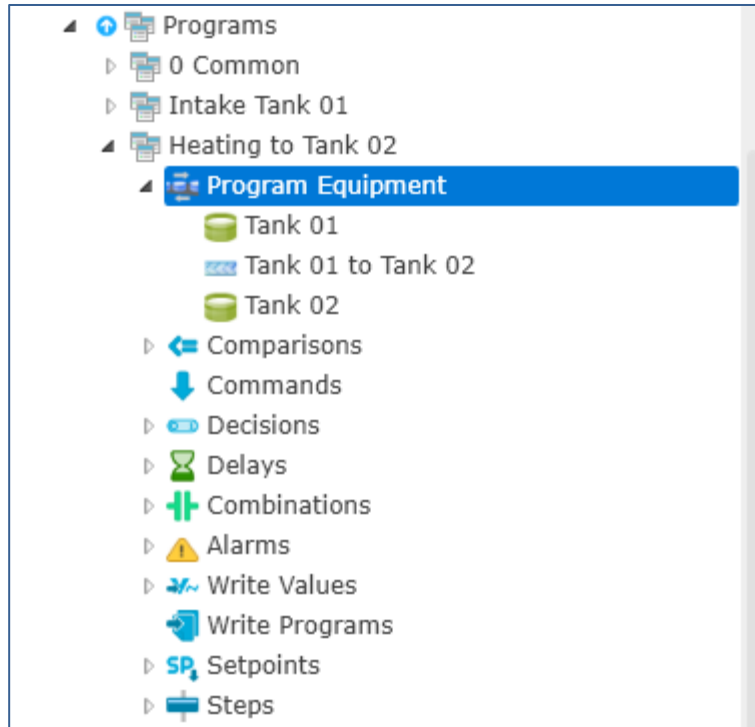 Programs
0 Common
Intake Tank 01
Heating to Tank 02
Program Equipment
Tank 01
Tank 01 to Tank 02
Tank 02
Comparisons
Commands
Decisions
Delays
Combinations
Alarms
Write Values
Write Programs
SP Setpoints
Steps